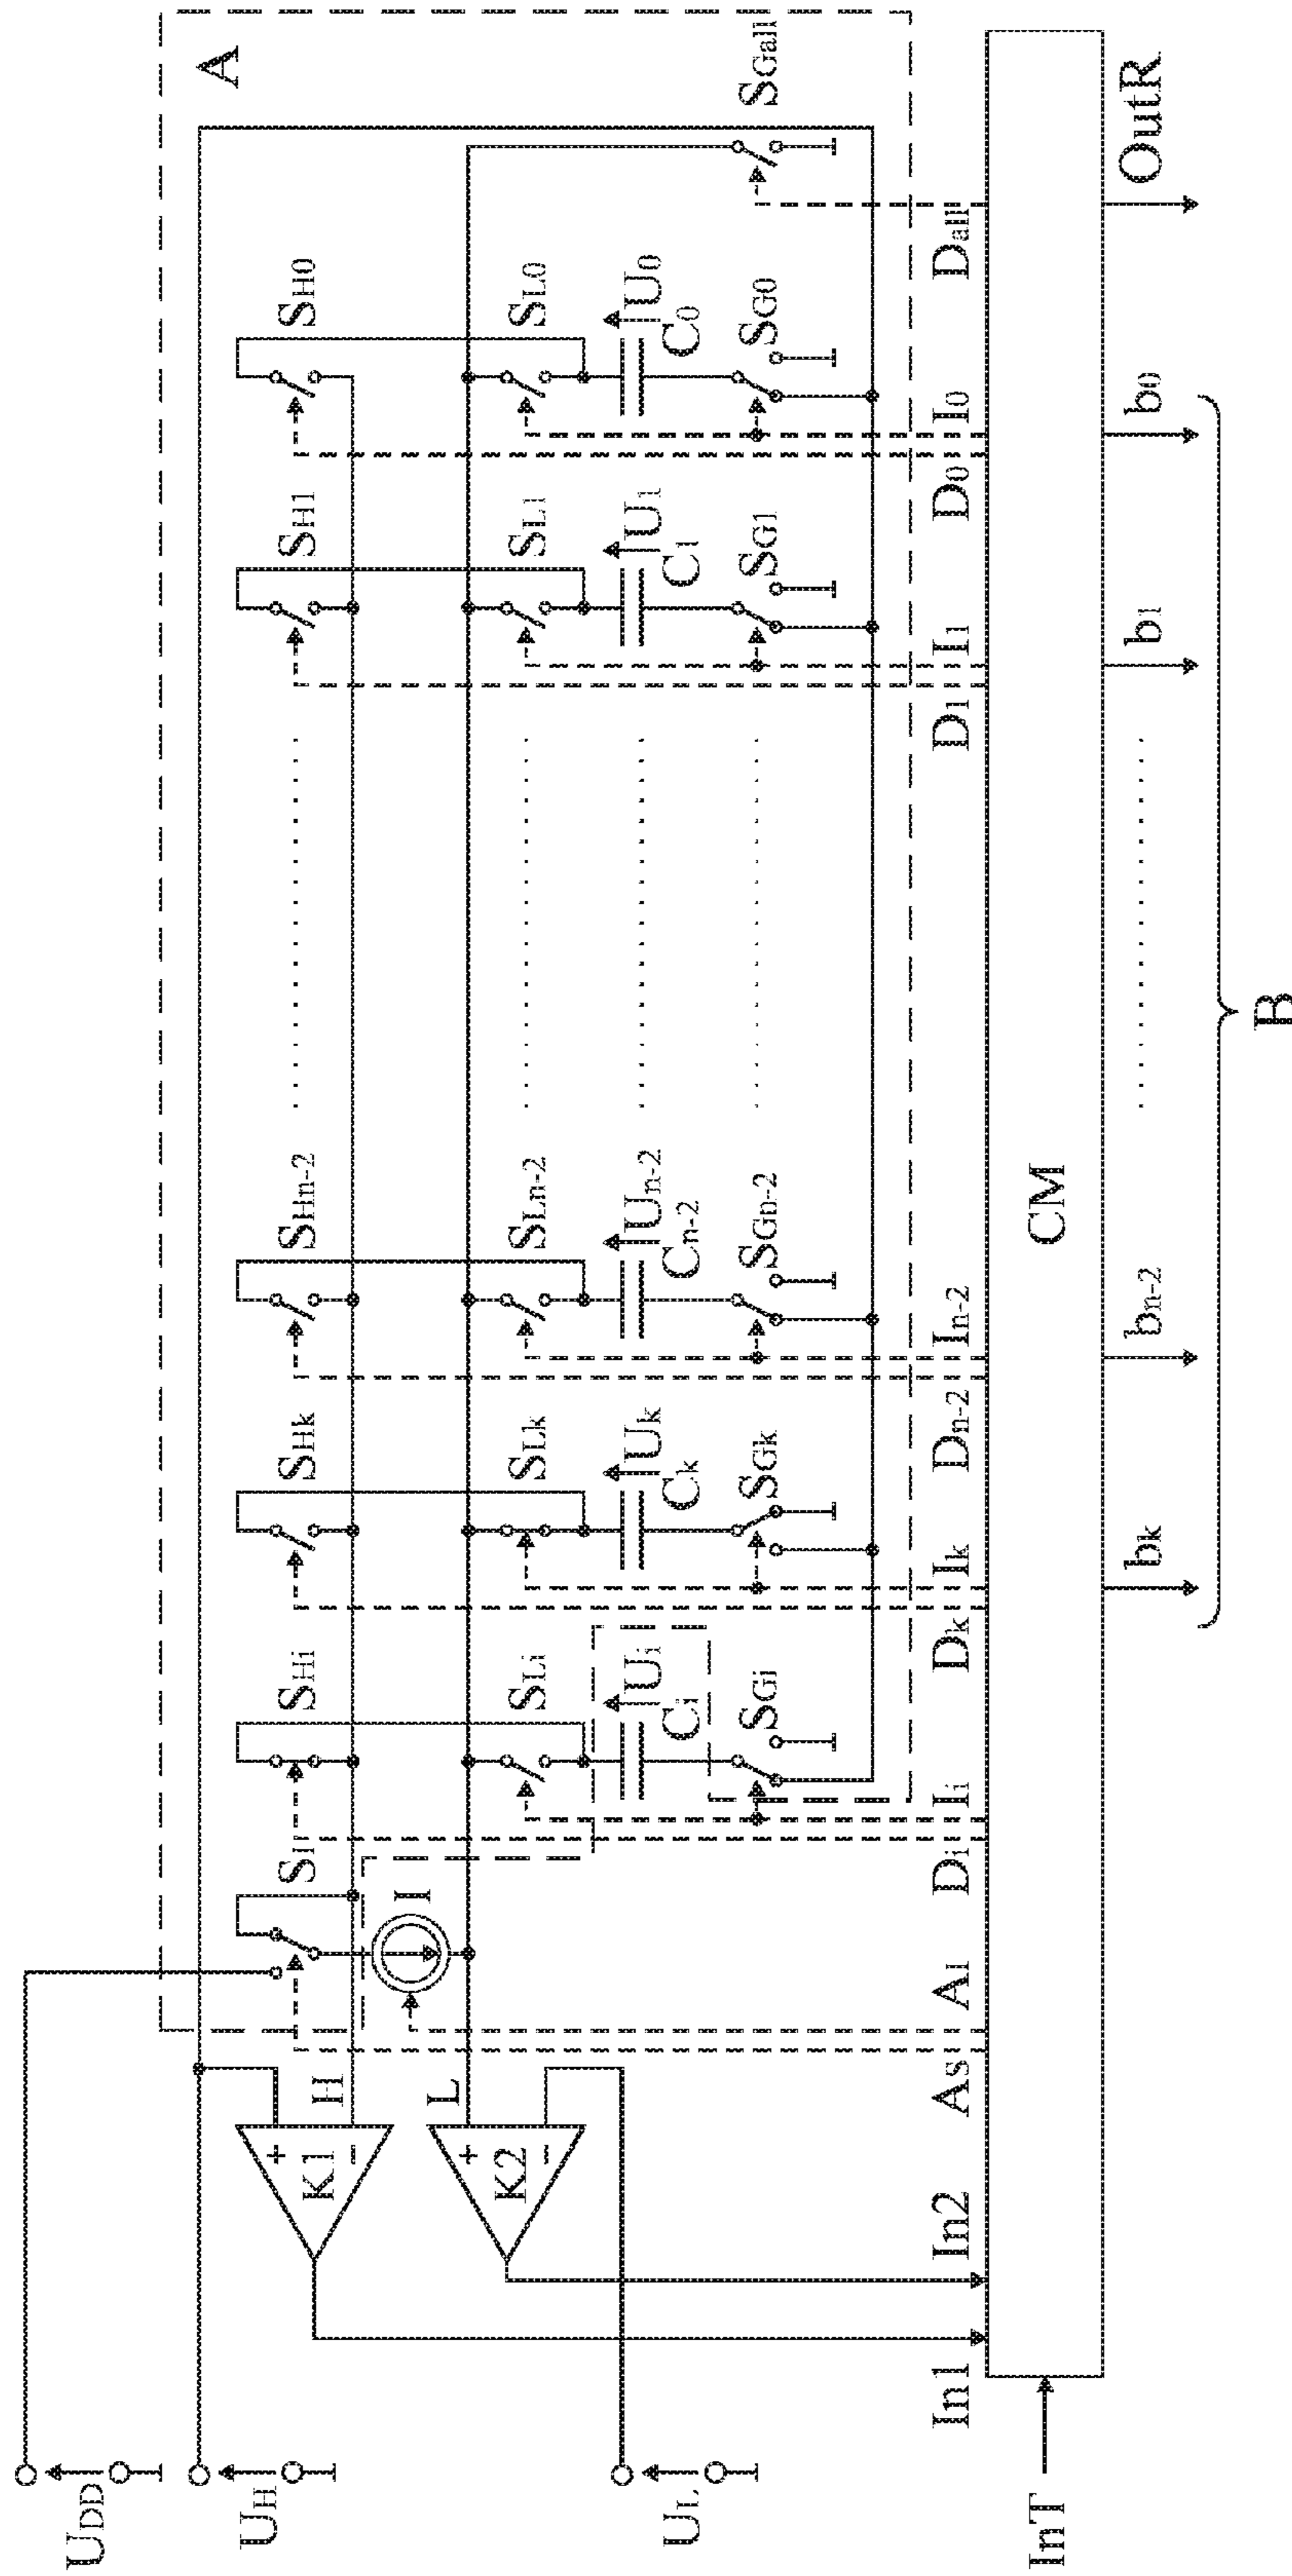 A
UDD
UH
UL
InT
K1
+
−
H
K2
+
−
L
In1
In2
As
AI
SI
I
SHi
SHk
SHn-2
SH1
SH0
SLi
SLk
SLn-2
SL1
SL0
Ui
Uk
Un-2
U1
U0
Ci
Ck
Cn-2
C1
C0
SGi
SGk
SGn-2
SG1
SG0
SGall
Di
Ii
Dk
Ik
Dn-2
In-2
D1
I1
D0
I0
Dall
CM
bk
bn-2
b1
b0
OutR
B